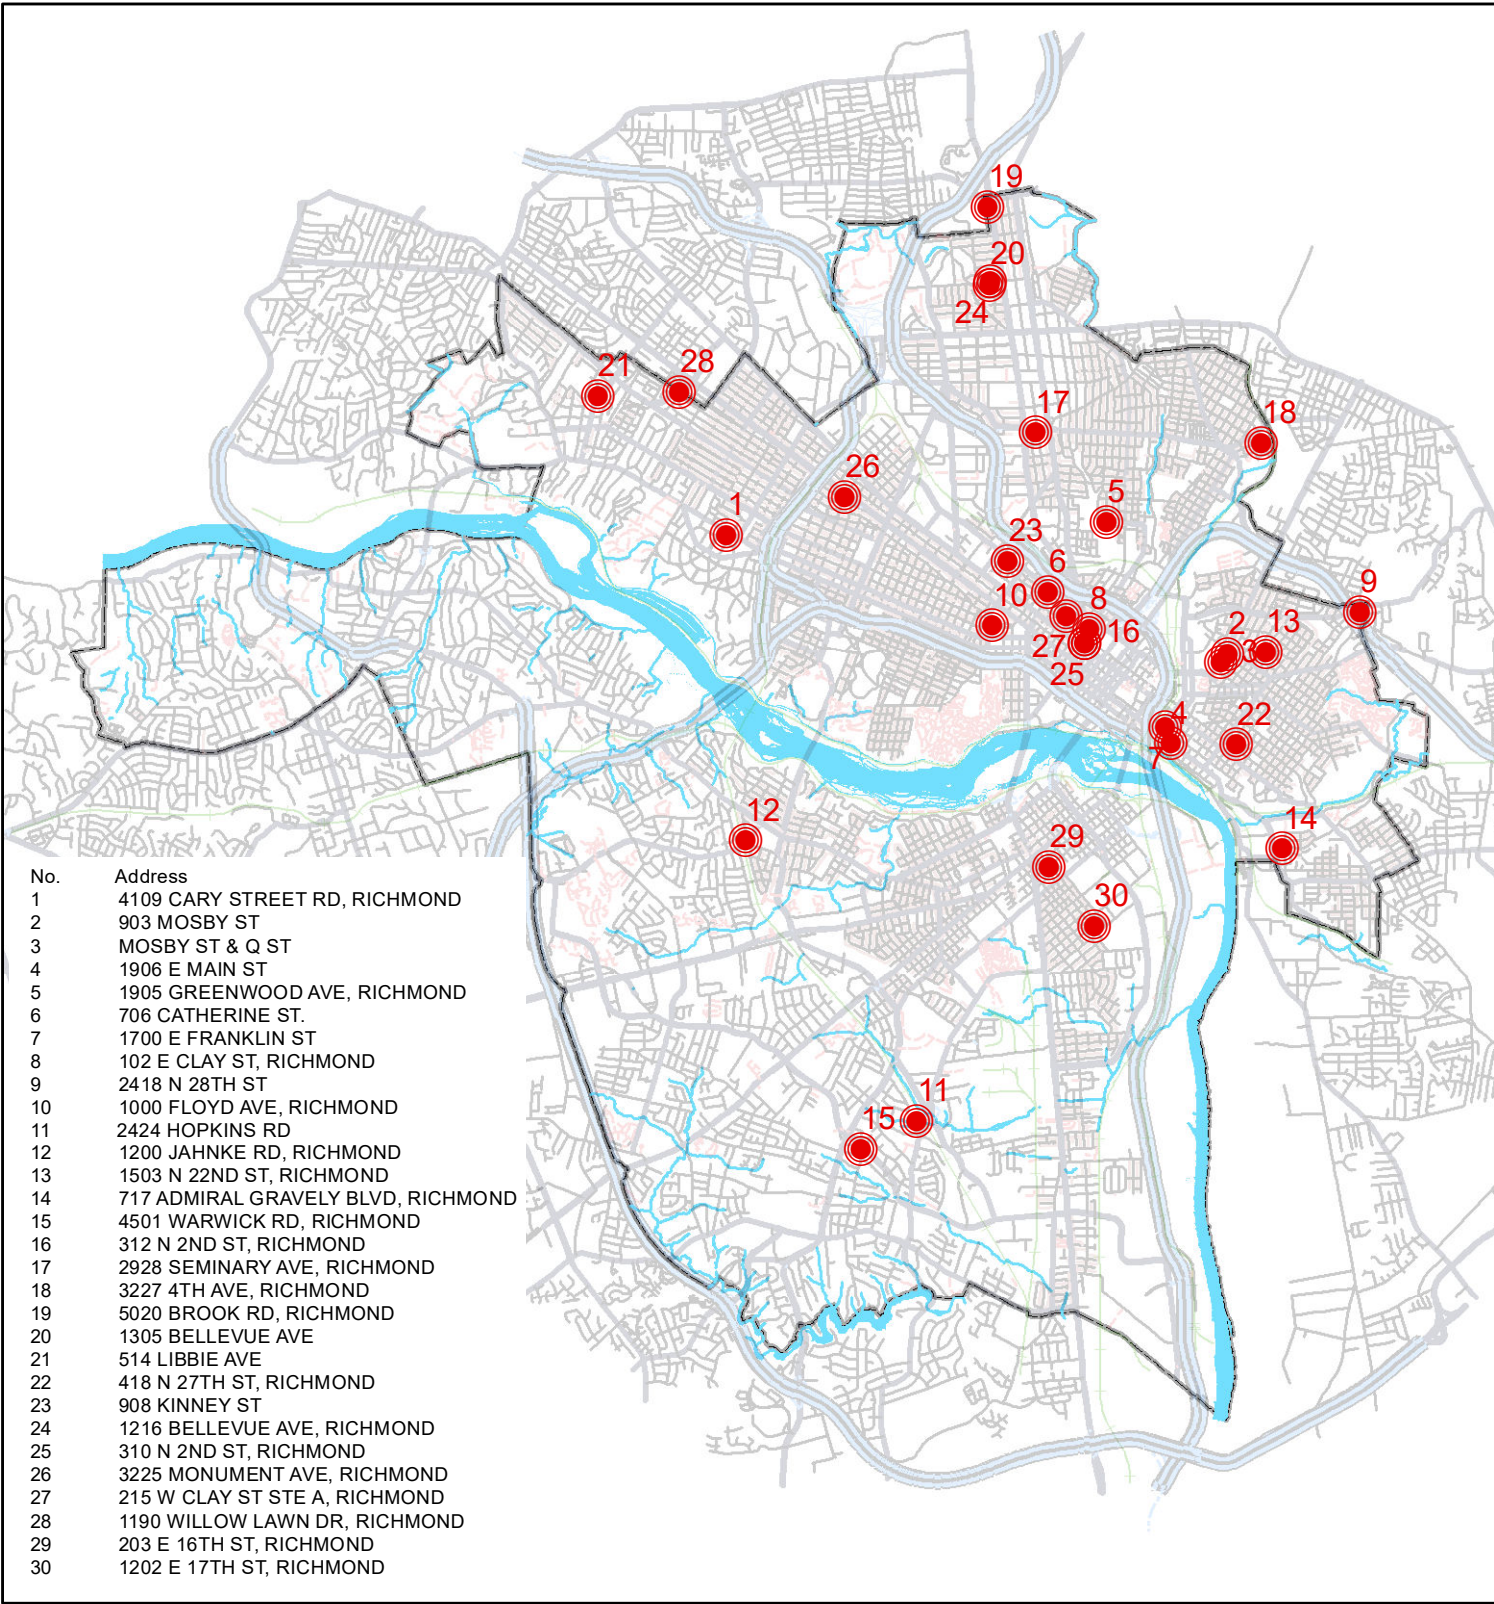 19
20
24
21
28
17
18
26
5
1
23
6
9
10
8
2
13
16
3
27
25
4
22
7
12
14
29
30
11
15
No. Address
1 4109 CARY STREET RD, RICHMOND
2 903 MOSBY ST
3 MOSBY ST & Q ST
4 1906 E MAIN ST
5 1905 GREENWOOD AVE, RICHMOND
6 706 CATHERINE ST.
7 1700 E FRANKLIN ST
8 102 E CLAY ST, RICHMOND
9 2418 N 28TH ST
10 1000 FLOYD AVE, RICHMOND
11 2424 HOPKINS RD
12 1200 JAHNKE RD, RICHMOND
13 1503 N 22ND ST, RICHMOND
14 717 ADMIRAL GRAVELY BLVD, RICHMOND
15 4501 WARWICK RD, RICHMOND
16 312 N 2ND ST, RICHMOND
17 2928 SEMINARY AVE, RICHMOND
18 3227 4TH AVE, RICHMOND
19 5020 BROOK RD, RICHMOND
20 1305 BELLEVUE AVE
21 514 LIBBIE AVE
22 418 N 27TH ST, RICHMOND
23 908 KINNEY ST
24 1216 BELLEVUE AVE, RICHMOND
25 310 N 2ND ST, RICHMOND
26 3225 MONUMENT AVE, RICHMOND
27 215 W CLAY ST STE A, RICHMOND
28 1190 WILLOW LAWN DR, RICHMOND
29 203 E 16TH ST, RICHMOND
30 1202 E 17TH ST, RICHMOND